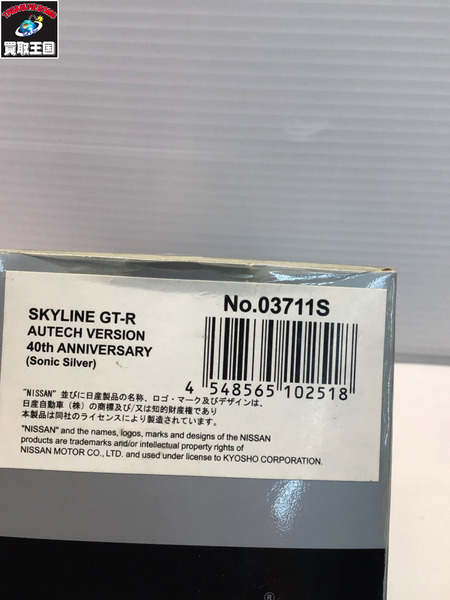 買取王国
No.03711S
SKYLINE GT-R
AUTECH VERSION
40th ANNIVERSARY
(Sonic Silver)
4 548565 102518
"NISSAN" 並びに日産製品の名称、ロゴ・マーク及びデザインは、
日産自動車(株)の商標及び/又は知的財産権であり
本製品は同社のライセンスにより製造されています。
"NISSAN" and the names, logos, marks and designs of the NISSAN
products are trademarks and/or intellectual property rights of
NISSAN MOTOR CO., LTD. and used under license to KYOSHO CORPORATION.
®